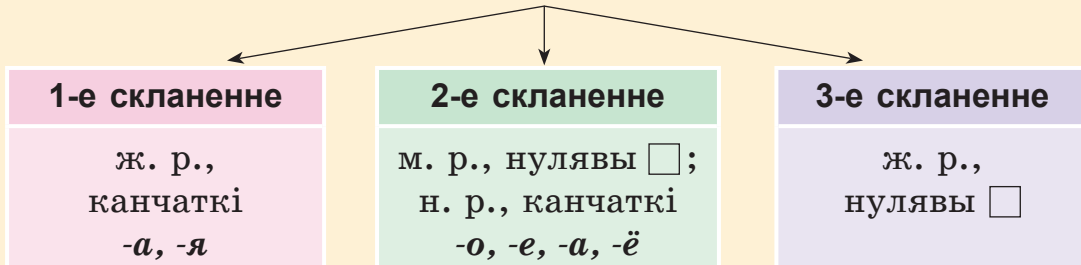 1-е скланенне
ж. р.,
канчаткі
-а, -я
2-е скланенне
м. р., нулявы □;
н. р., канчаткі
-о, -е, -а, -ё
3-е скланенне
ж. р.,
нулявы □